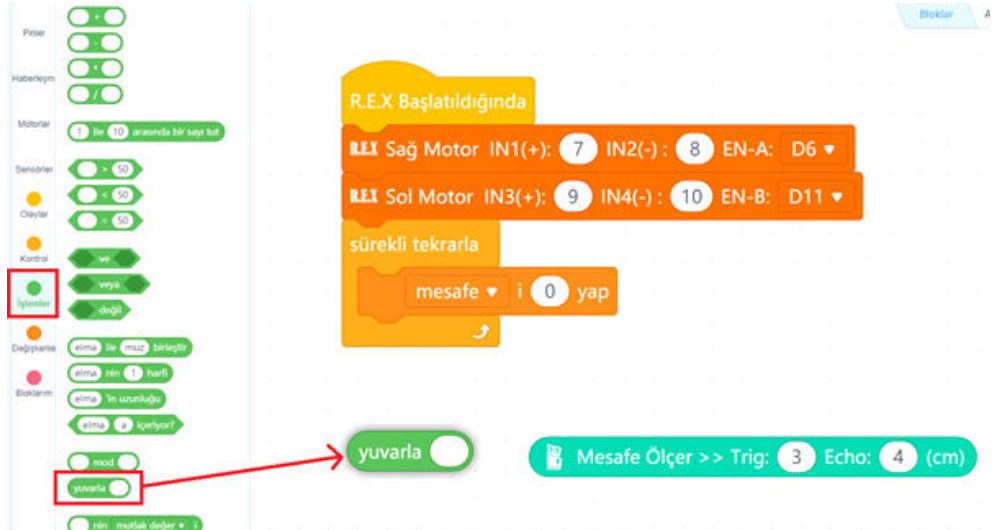 Pinler
Haberleşm
Motorlar
Sensörler
Olaylar
Kontrol
İşlemler
Değişkenle
Bloklarım
+
-
*
/
1 ile 10 arasında bir sayı tut
> 50
< 50
= 50
ve
veya
değil
elma ile muz birleştir
elma nin 1 harfi
elma 'in uzunluğu
elma a içeriyor?
mod
yuvarla
nin mutlak değer i
Bloklar A
R.E.X Başlatıldığında
R.E.X Sağ Motor IN1(+): 7 IN2(-) : 8 EN-A: D6
R.E.X Sol Motor IN3(+): 9 IN4(-) : 10 EN-B: D11
sürekli tekrarla
mesafe i 0 yap
yuvarla
Mesafe Ölçer >> Trig: 3 Echo: 4 (cm)